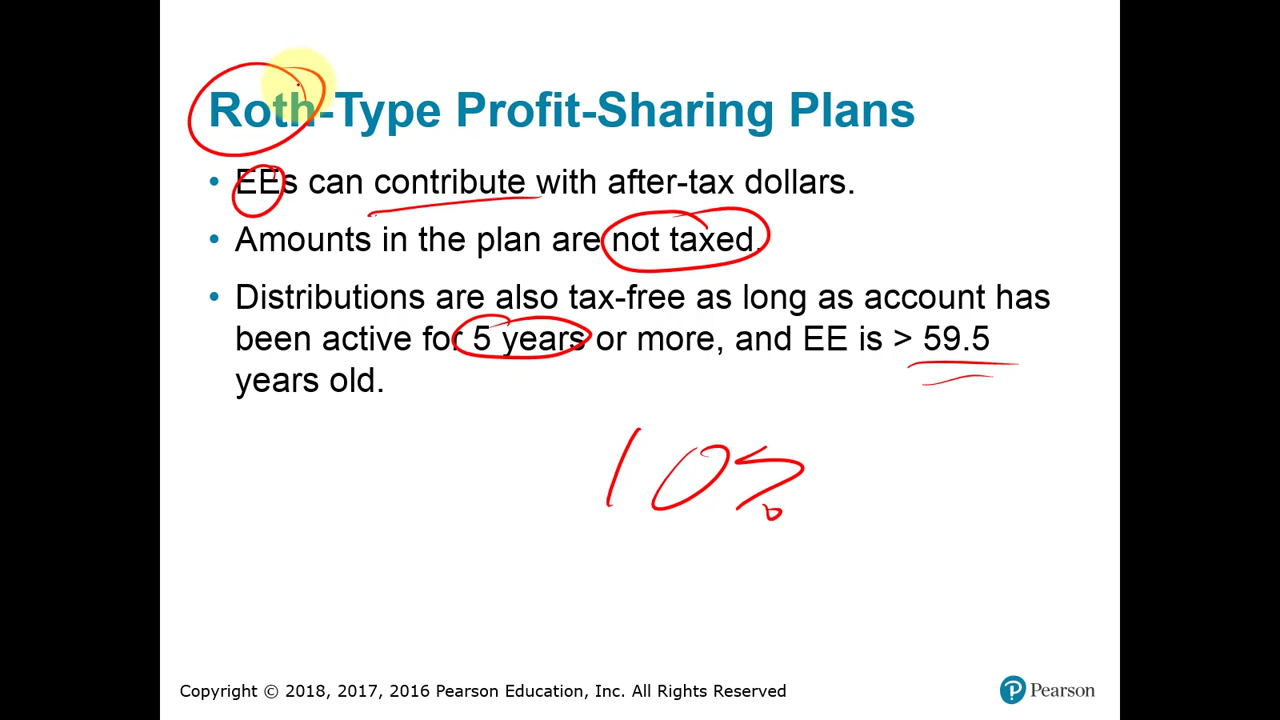 Roth-Type Profit-Sharing Plans
• EEs can contribute with after-tax dollars.
• Amounts in the plan are not taxed.
• Distributions are also tax-free as long as account has
been active for 5 years or more, and EE is > 59.5
years old.
10%
Copyright © 2018, 2017, 2016 Pearson Education, Inc. All Rights Reserved
P Pearson